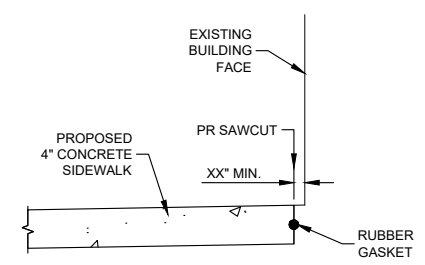 EXISTING
BUILDING
FACE
PR SAWCUT
PROPOSED
4" CONCRETE
SIDEWALK
XX" MIN.
RUBBER
GASKET